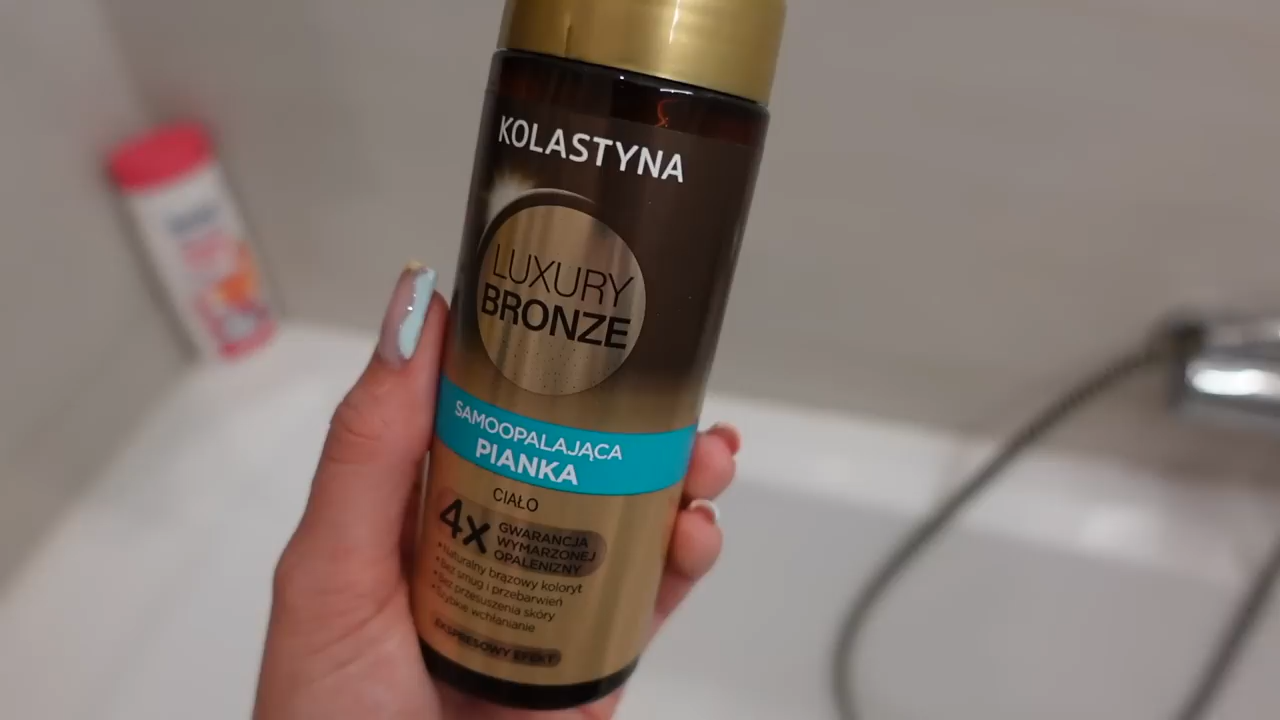 KOLASTYNA
LUXURY
BRONZE
SAMOOPALAJĄCA
PIANKA
CIAŁO
4x
GWARANCJA
WYMARZONEJ
OPALENIZNY
• Naturalny brązowy koloryt
• Bez smug i przebarwień
• Bez przesuszenia skóry
• Szybkie wchłanianie
EKSPRESOWY EFEKT